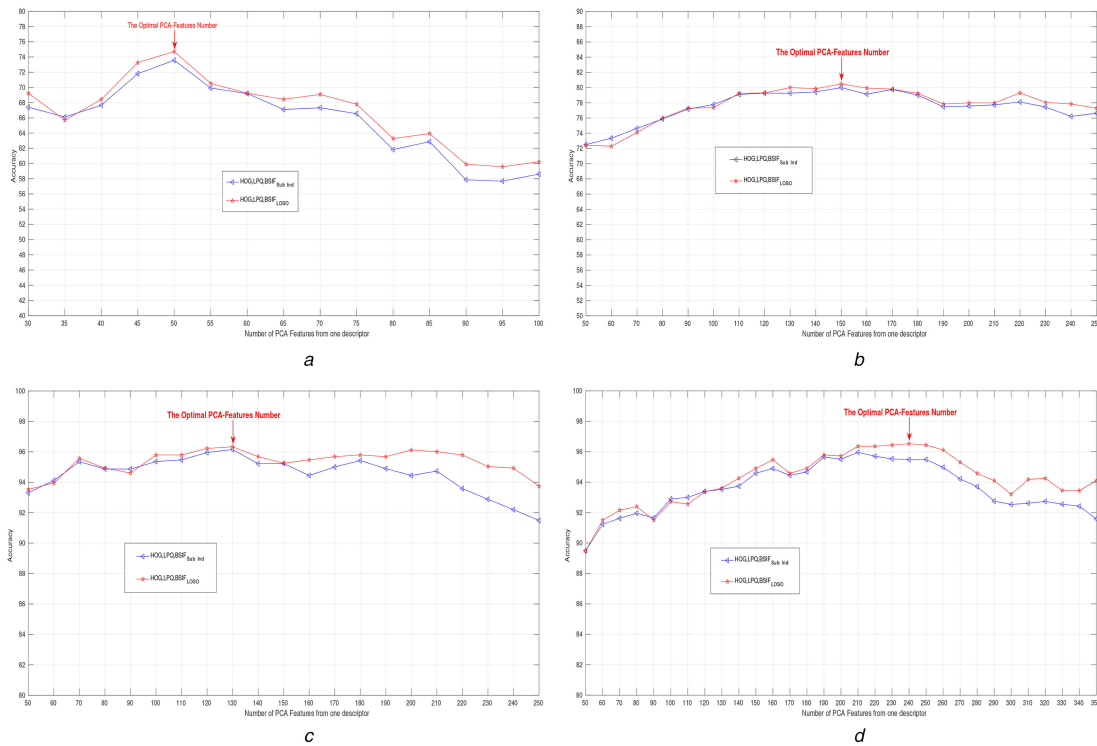 The Optimal PCA-Features Number
80
78
76
74
72
70
68
66
64
62
60
58
56
54
52
50
48
46
44
42
40
Accuracy
HOG,LPQ,BSIF Sub Ind
HOG,LPQ,BSIF LOSO
30 35 40 45 50 55 60 65 70 75 80 85 90 95 100
Number of PCA Features from one descriptor
a
The Optimal PCA-Features Number
90
88
86
84
82
80
78
76
74
72
70
68
66
64
62
60
58
56
54
52
50
Accuracy
HOG,LPQ,BSIF Sub Ind
HOG,LPQ,BSIF LOSO
50 60 70 80 90 100 110 120 130 140 150 160 170 180 190 200 210 220 230 240 250
Number of PCA Features from one descriptor
b
The Optimal PCA-Features Number
100
98
96
94
92
90
88
86
84
82
80
Accuracy
HOG,LPQ,BSIF Sub Ind
HOG,LPQ,BSIF LOSO
50 60 70 80 90 100 110 120 130 140 150 160 170 180 190 200 210 220 230 240 250
Number of PCA Features from one descriptor
c
The Optimal PCA-Features Number
100
98
96
94
92
90
88
86
84
82
80
Accuracy
HOG,LPQ,BSIF Sub Ind
HOG,LPQ,BSIF LOSO
50 60 70 80 90 100 110 120 130 140 150 160 170 180 190 200 210 220 230 240 250 260 270 280 290 300 310 320 330 340 350
Number of PCA Features from one descriptor
d